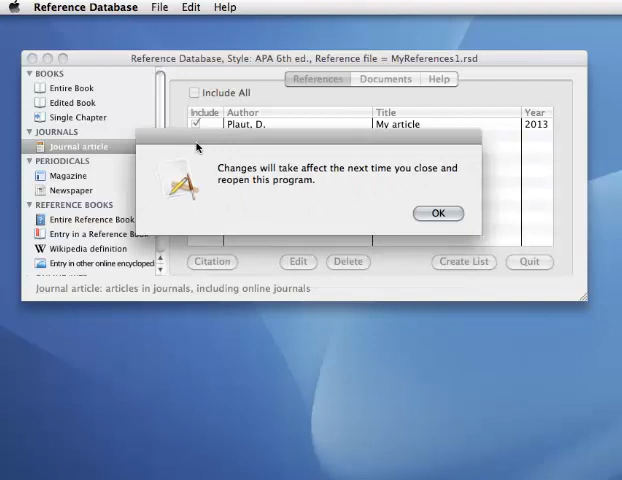 Reference Database File Edit Help
Reference Database, Style: APA 6th ed., Reference file = MyReferences1.rsd
References Documents Help
BOOKS
Entire Book
Edited Book
Single Chapter
JOURNALS
Journal article
PERIODICALS
Magazine
Newspaper
REFERENCE BOOKS
Entire Reference Book
Entry in a Reference Book
Wikipedia definition
Entry in other online encyloped
Include All
Include Author Title Year
Plaut, D. My article 2013
Changes will take affect the next time you close and
reopen this program.
OK
Citation Edit Delete Create List Quit
Journal article: articles in journals, including online journals